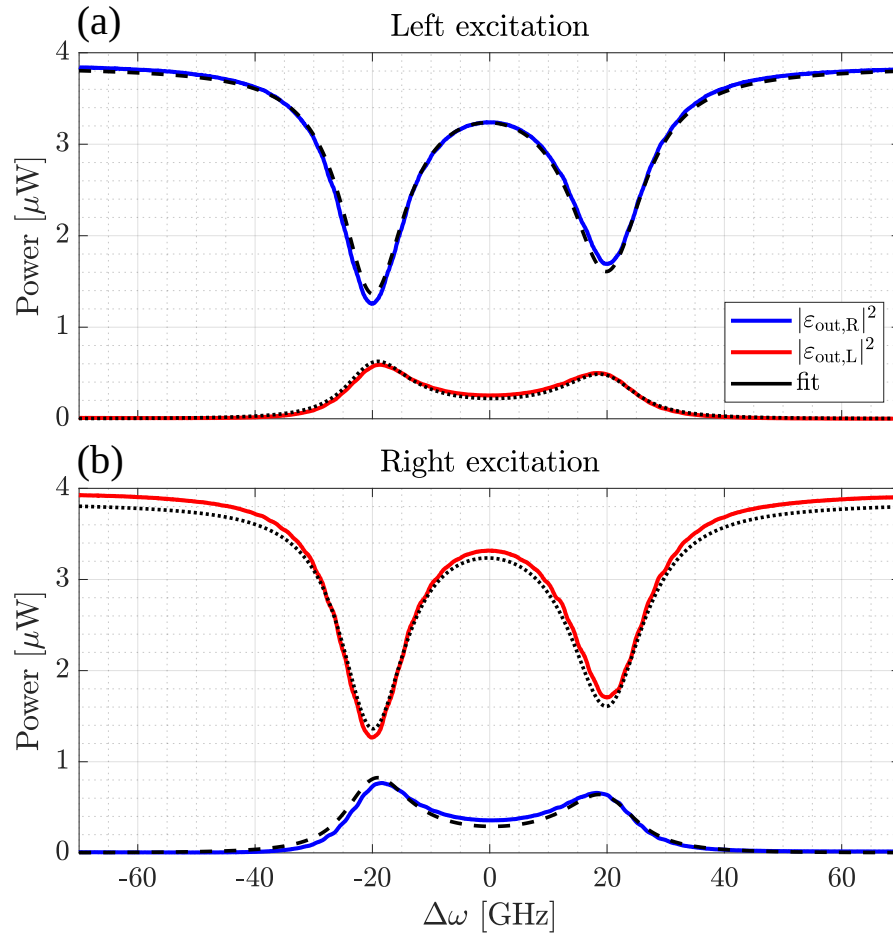 (a)
Left excitation
4
3
2
1
0
Power [μW]
|ε_out,R|²
|ε_out,L|²
fit
(b)
Right excitation
4
3
2
1
0
Power [μW]
-60 -40 -20 0 20 40 60
Δω [GHz]